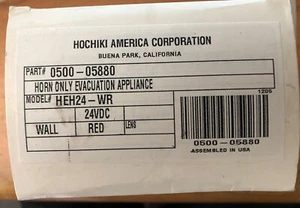 HOCHIKI AMERICA CORPORATION
BUENA PARK, CALIFORNIA
PART# 0500-05880
HORN ONLY EVACUATION APPLIANCE
MODEL# HEH24-WR
24VDC
WALL RED LENS
1205
0500-05880
ASSEMBLED IN USA